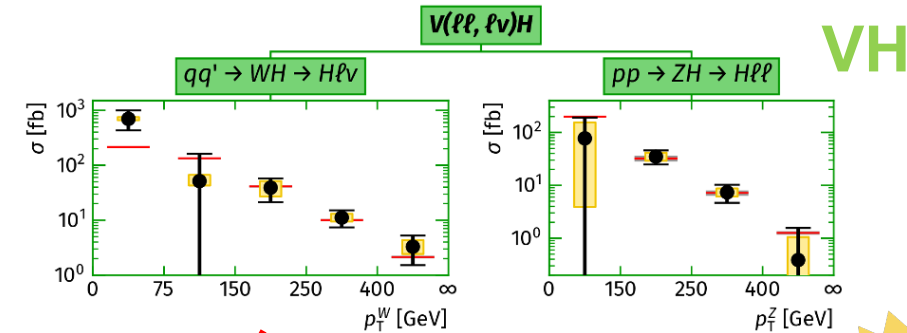 V(ℓℓ, ℓν)H
VH
qq' → WH → Hℓν
pp → ZH → Hℓℓ
σ [fb]
10³
10²
10¹
10⁰
0 75 150 250 400 ∞
p_T^W [GeV]
σ [fb]
10²
10¹
10⁰
0 150 250 400 ∞
p_T^Z [GeV]